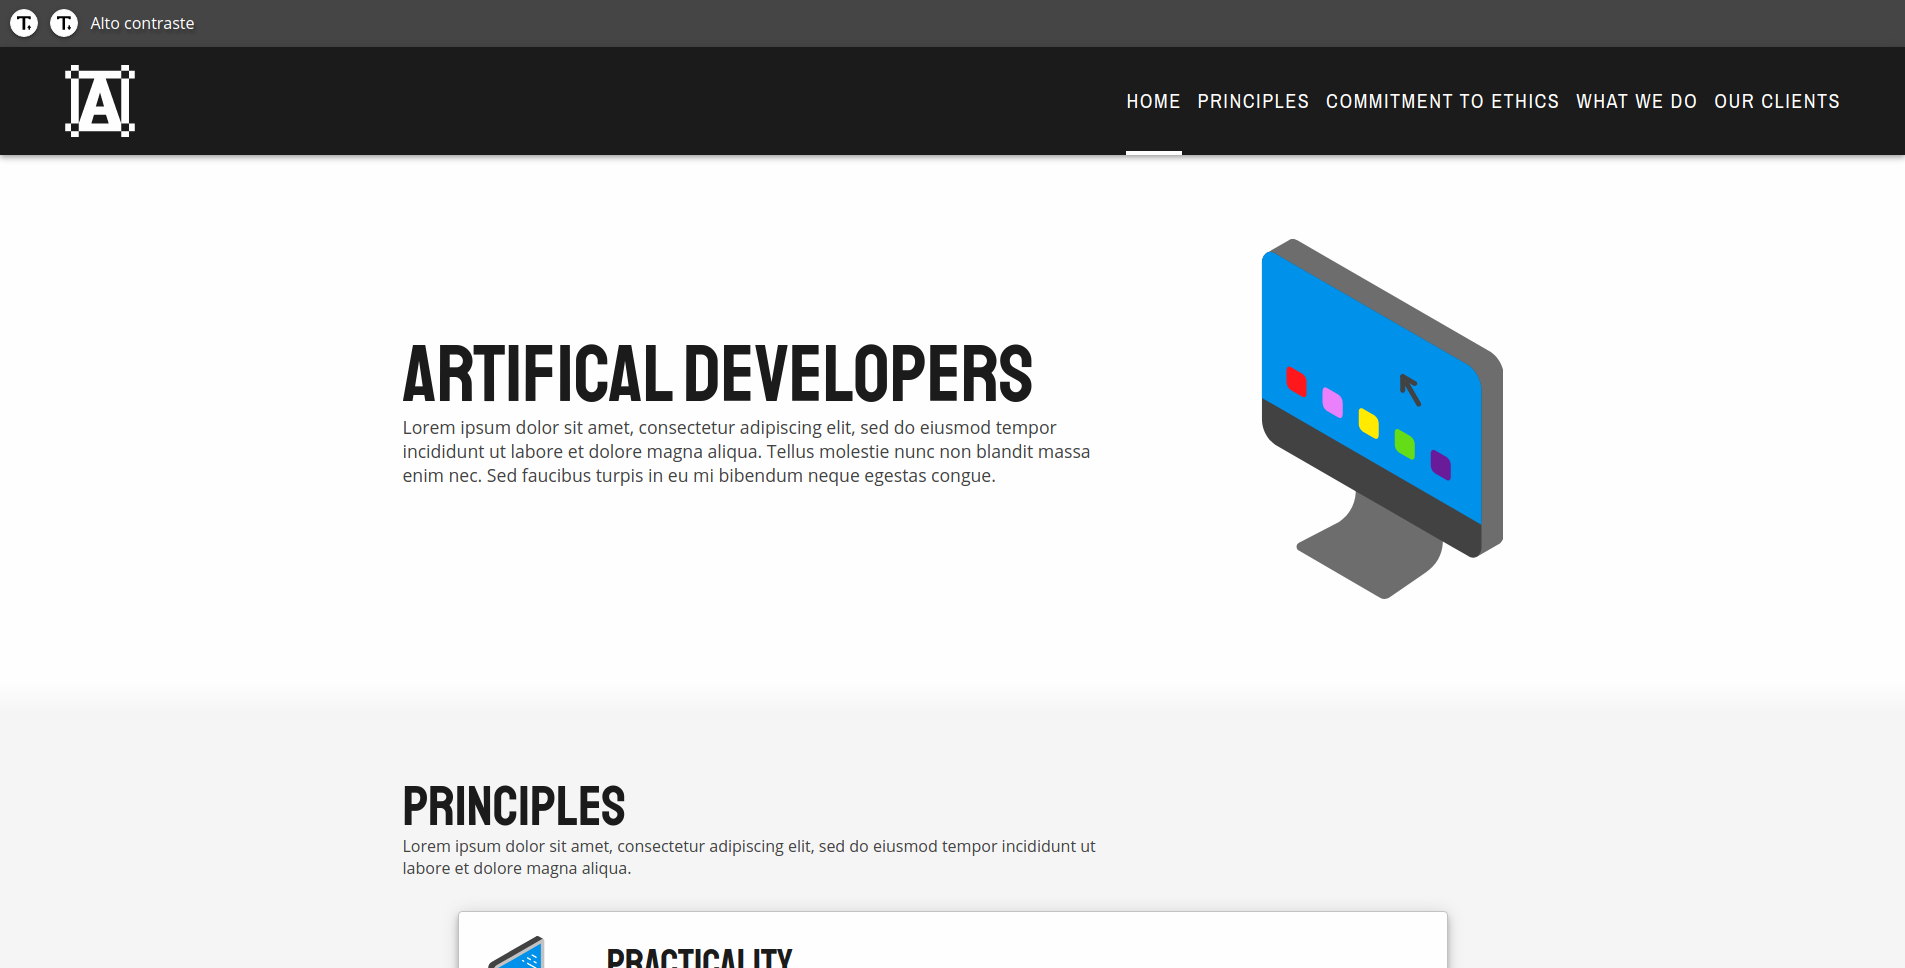 T T Alto contraste
A
HOME PRINCIPLES COMMITMENT TO ETHICS WHAT WE DO OUR CLIENTS
ARTIFICAL DEVELOPERS
Lorem ipsum dolor sit amet, consectetur adipiscing elit, sed do eiusmod tempor
incididunt ut labore et dolore magna aliqua. Tellus molestie nunc non blandit massa
enim nec. Sed faucibus turpis in eu mi bibendum neque egestas congue.
PRINCIPLES
Lorem ipsum dolor sit amet, consectetur adipiscing elit, sed do eiusmod tempor incididunt ut
labore et dolore magna aliqua.
PRACTICALITY